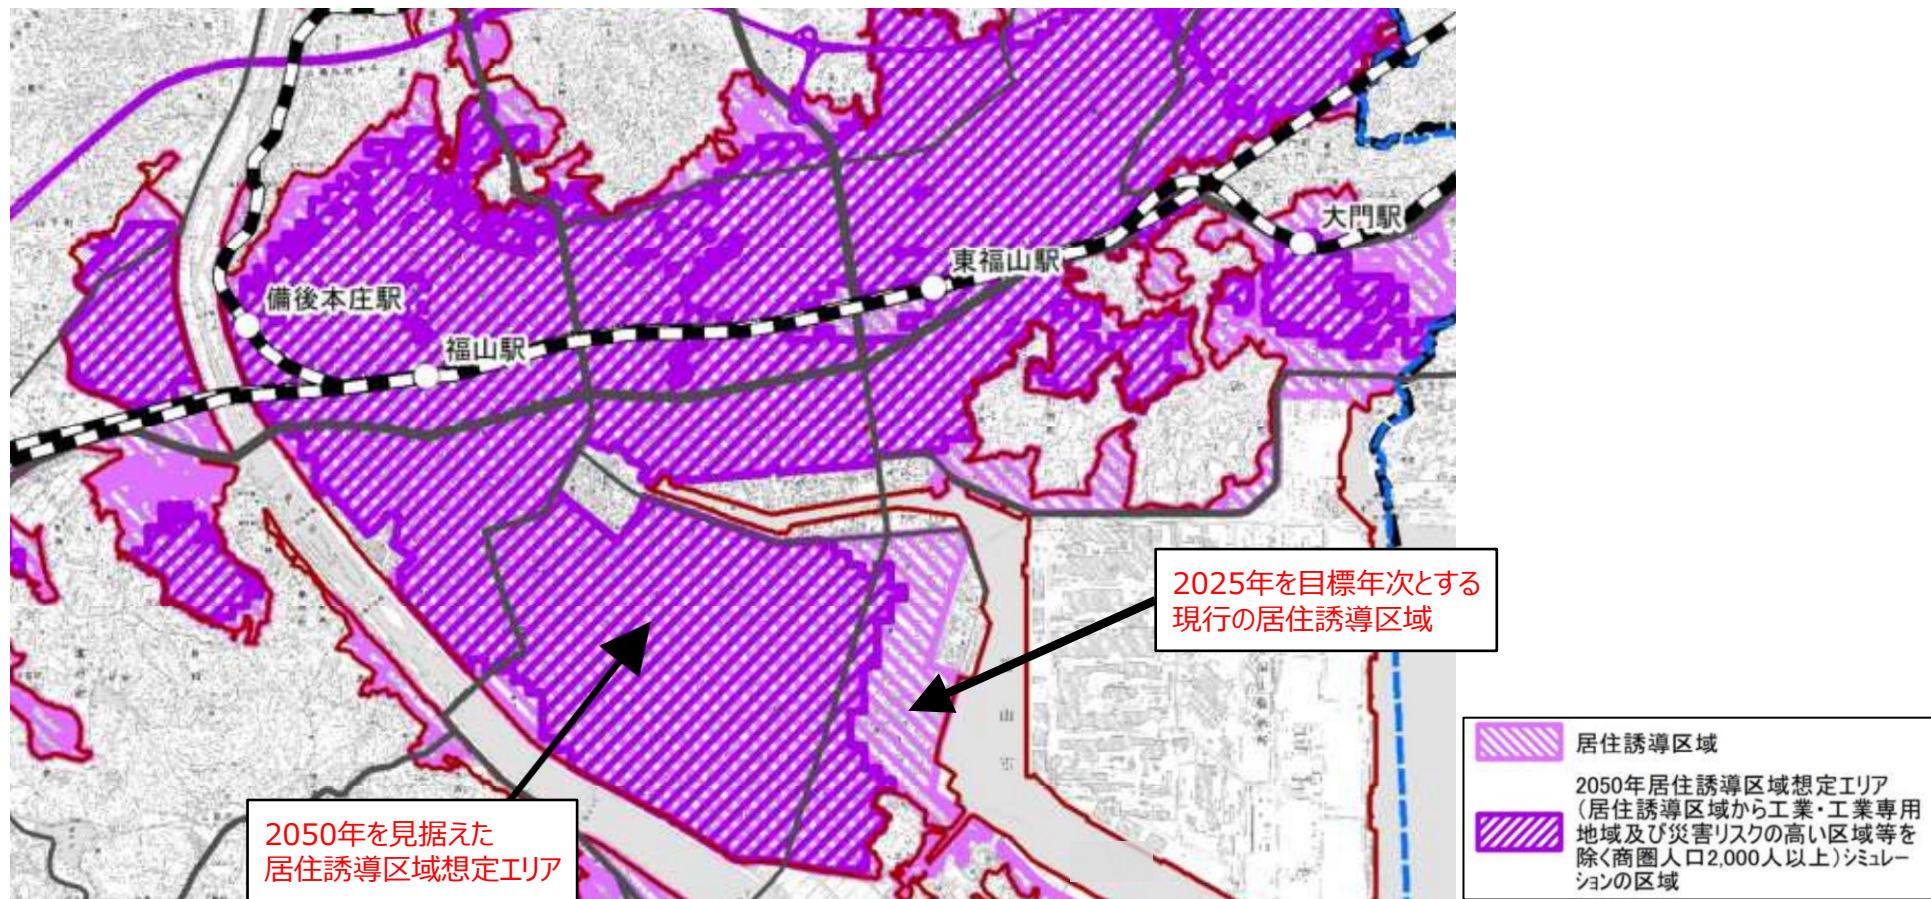 大門駅
東福山駅
備後本庄駅
福山駅
2025年を目標年次とする
現行の居住誘導区域
山
市
2050年を見据えた
居住誘導区域想定エリア
居住誘導区域
2050年居住誘導区域想定エリア
(居住誘導区域から工業・工業専用
地域及び災害リスクの高い区域等を
除く商圏人口2,000人以上)シミュレー
ションの区域